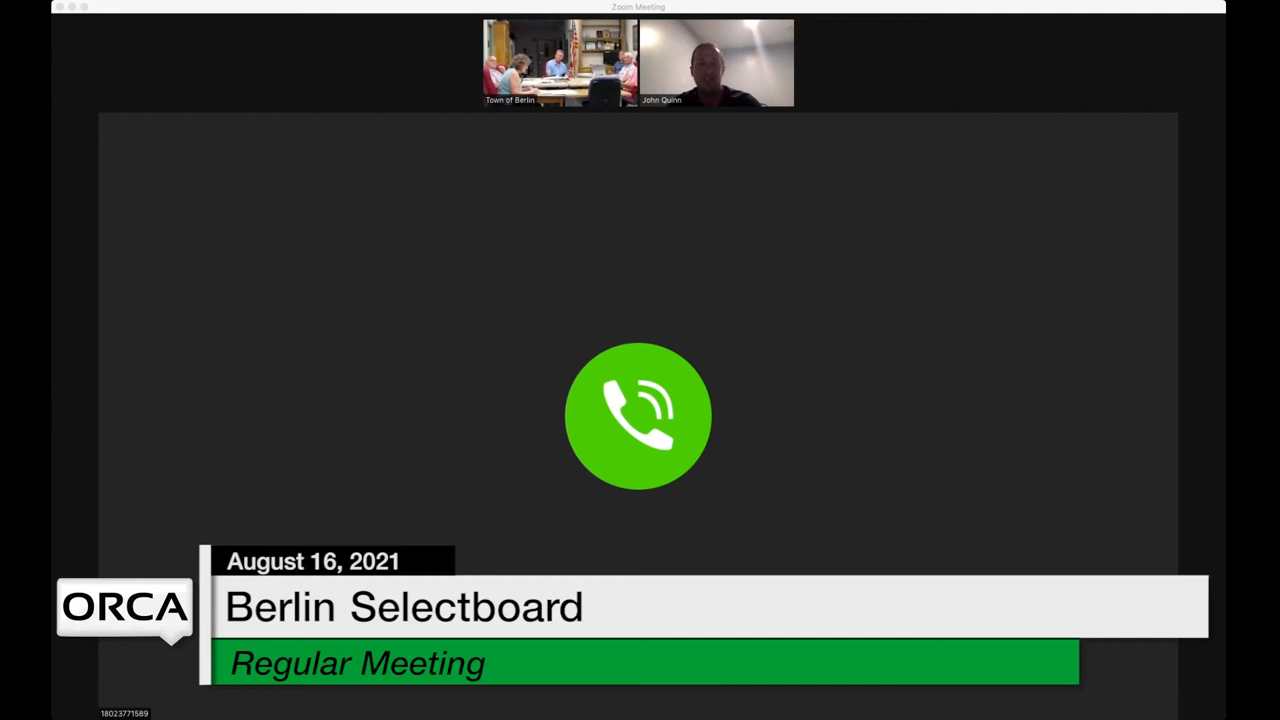 Zoom Meeting
Town of Berlin
John Quinn
August 16, 2021
ORCA
Berlin Selectboard
Regular Meeting
18023771589